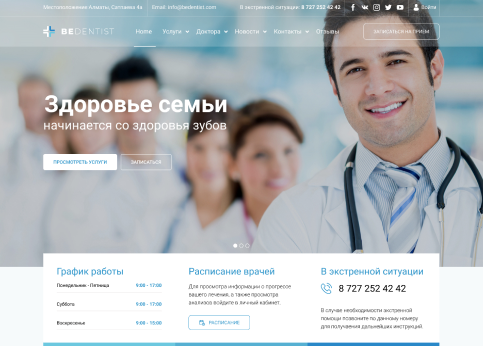 Местоположение Алматы, Сатпаева 4а
Email: info@bedentist.com
В экстренной ситуации 8 727 252 42 42
Войти
BEDENTIST
Home
Услуги
Доктора
Новости
Контакты
Отзывы
ЗАПИСАТЬСЯ НА ПРИЕМ
Здоровье семьи
начинается со здоровья зубов
ПРОСМОТРЕТЬ УСЛУГИ
ЗАПИСАТЬСЯ
График работы
Понедельник - Пятница 9:00 - 17:00
Суббота 9:00 - 17:00
Воскресенье 9:00 - 15:00
Расписание врачей
Для просмотра информации о прогрессе
вашего лечения, а также просмотра
анализов войдите в личный кабинет.
РАСПИСАНИЕ
В экстренной ситуации
8 727 252 42 42
В случае необходимости экстренной
помощи позвоните по данному номеру
для получения дальнейших инструкций.